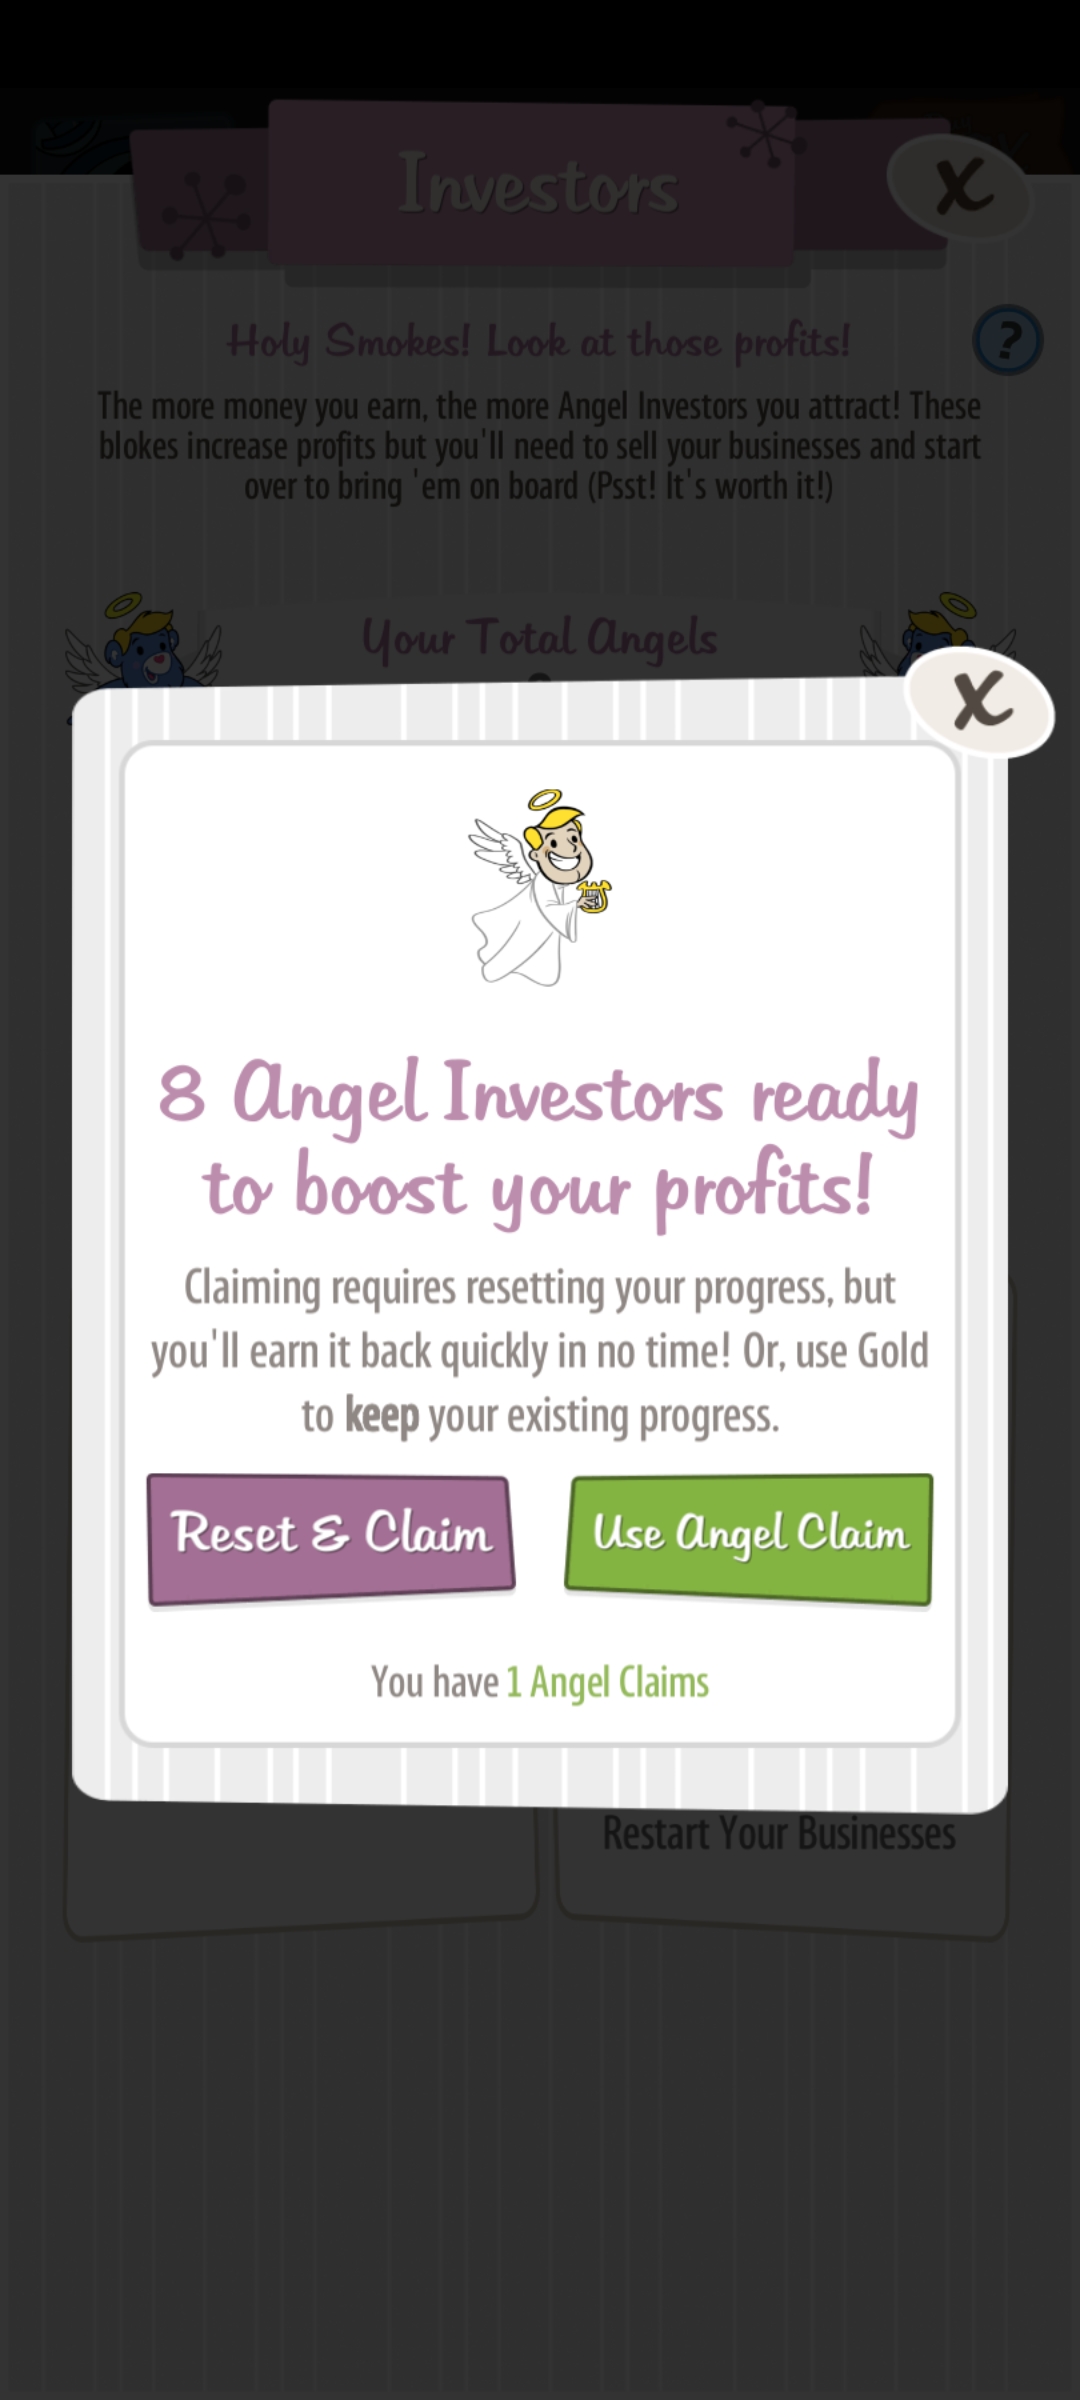 Investors
X
Holy Smokes! Look at those profits!
?
The more money you earn, the more Angel Investors you attract! These
blokes increase profits but you'll need to sell your businesses and start
over to bring 'em on board (Psst! It's worth it!)
Your Total Angels
X
8 Angel Investors ready
to boost your profits!
Claiming requires resetting your progress, but
you'll earn it back quickly in no time! Or, use Gold
to keep your existing progress.
Reset & Claim
Use Angel Claim
You have 1 Angel Claims
Restart Your Businesses